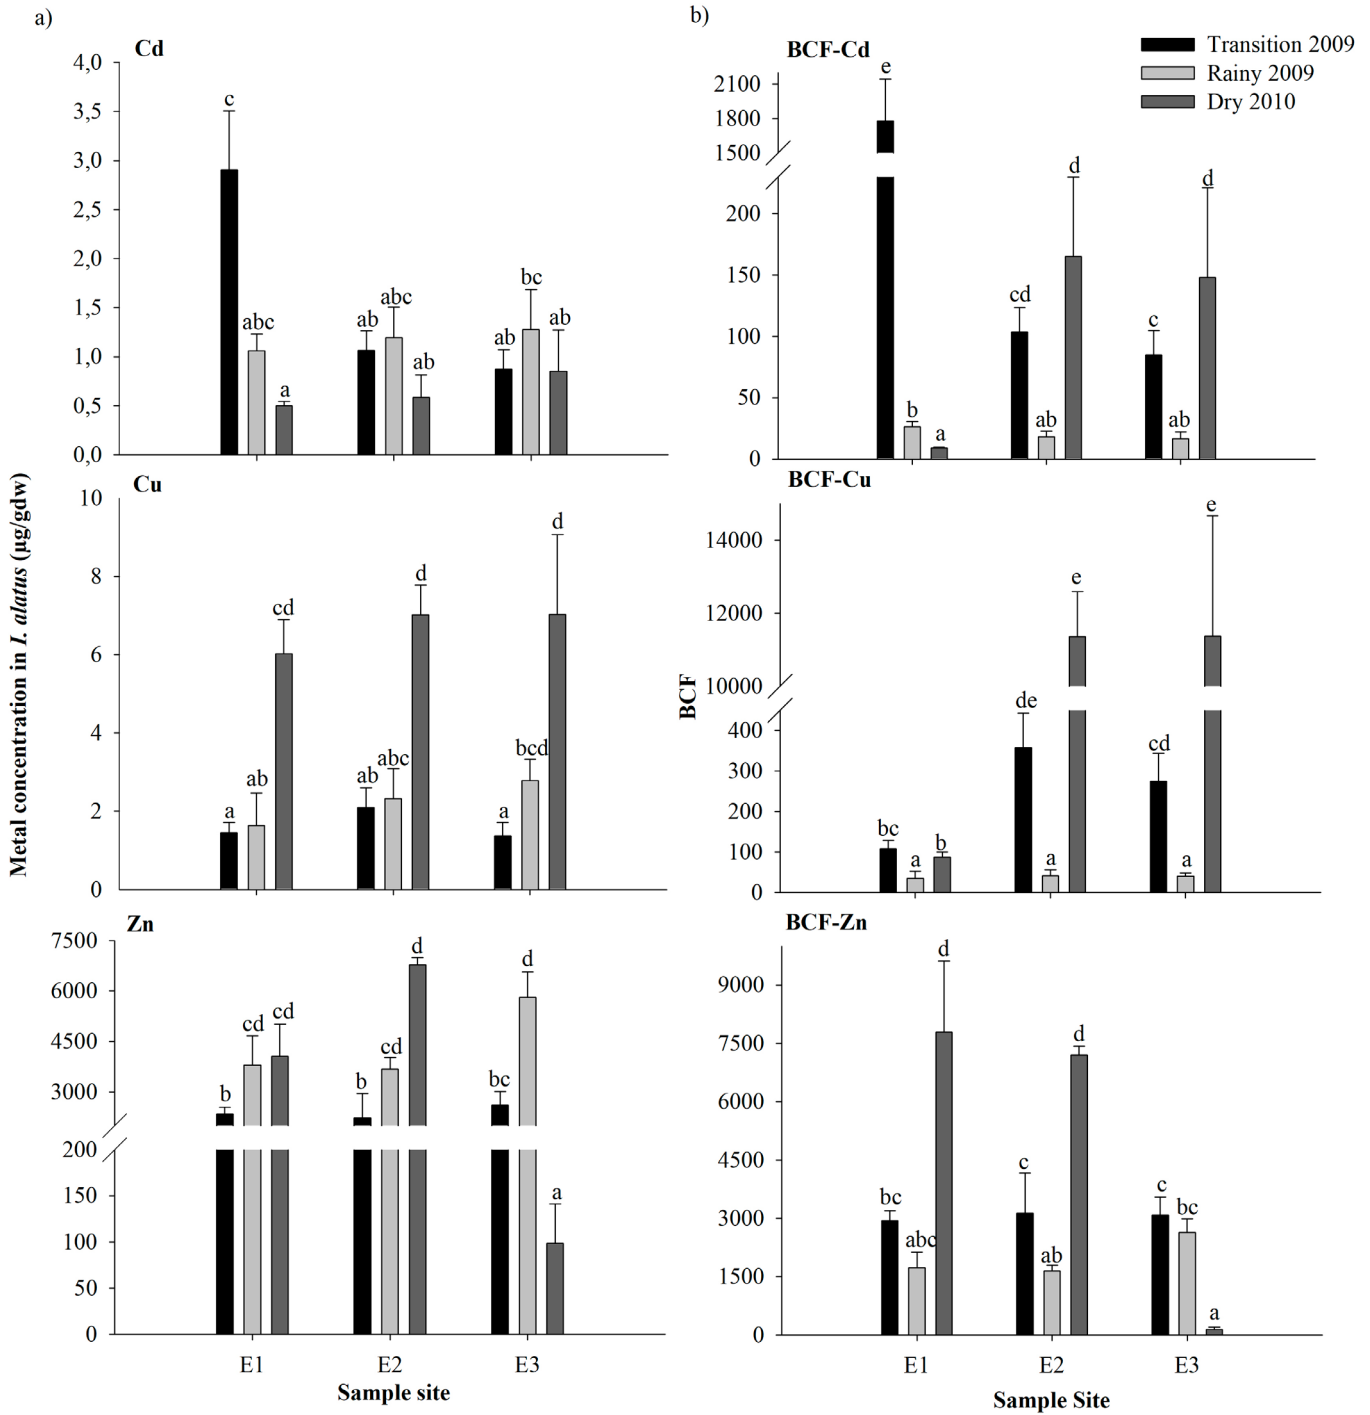 a)
b)
Transition 2009
Rainy 2009
Dry 2010
Metal concentration in I. alatus (µg/gdw)
Cd
4,0
3,5
3,0
2,5
2,0
1,5
1,0
0,5
0,0
c
abc
a
ab
abc
ab
ab
bc
ab
Cu
10
8
6
4
2
0
a
ab
cd
ab
abc
d
a
bcd
d
Zn
7500
6000
4500
3000
200
150
100
50
0
b
cd
cd
b
cd
d
bc
d
a
E1
E2
E3
Sample site
BCF
BCF-Cd
2100
1800
1500
200
150
100
50
0
e
b
a
cd
ab
d
c
ab
d
BCF-Cu
14000
12000
10000
400
300
200
100
0
bc
a
b
de
a
e
cd
a
e
BCF-Zn
9000
7500
6000
4500
3000
1500
0
bc
abc
d
c
ab
d
c
bc
a
E1
E2
E3
Sample Site